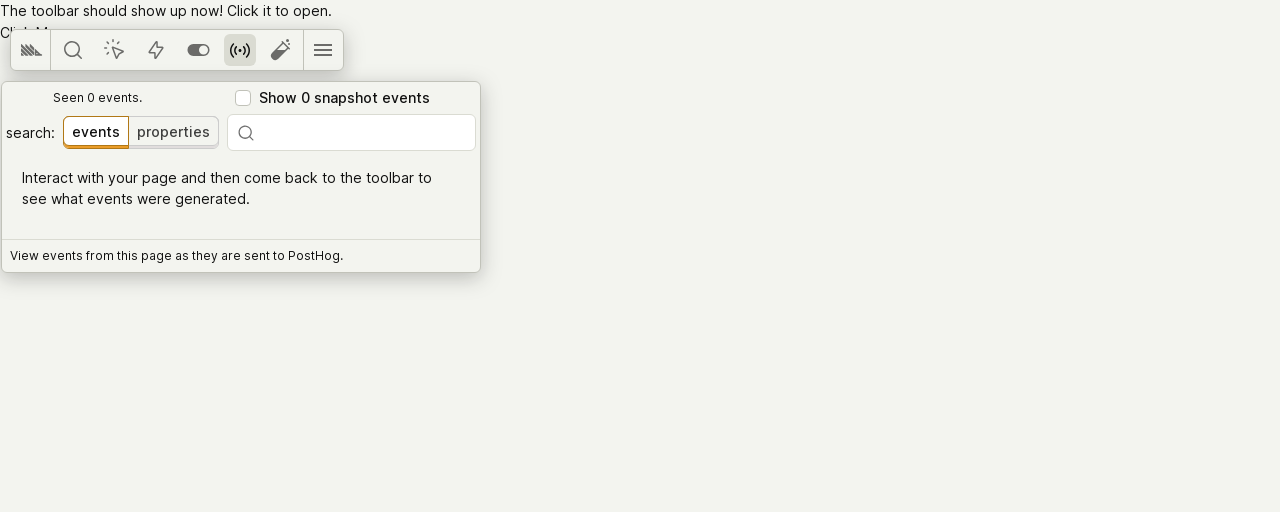 The toolbar should show up now! Click it to open.
Seen 0 events.
Show 0 snapshot events
search:
events
properties
Interact with your page and then come back to the toolbar to
see what events were generated.
View events from this page as they are sent to PostHog.